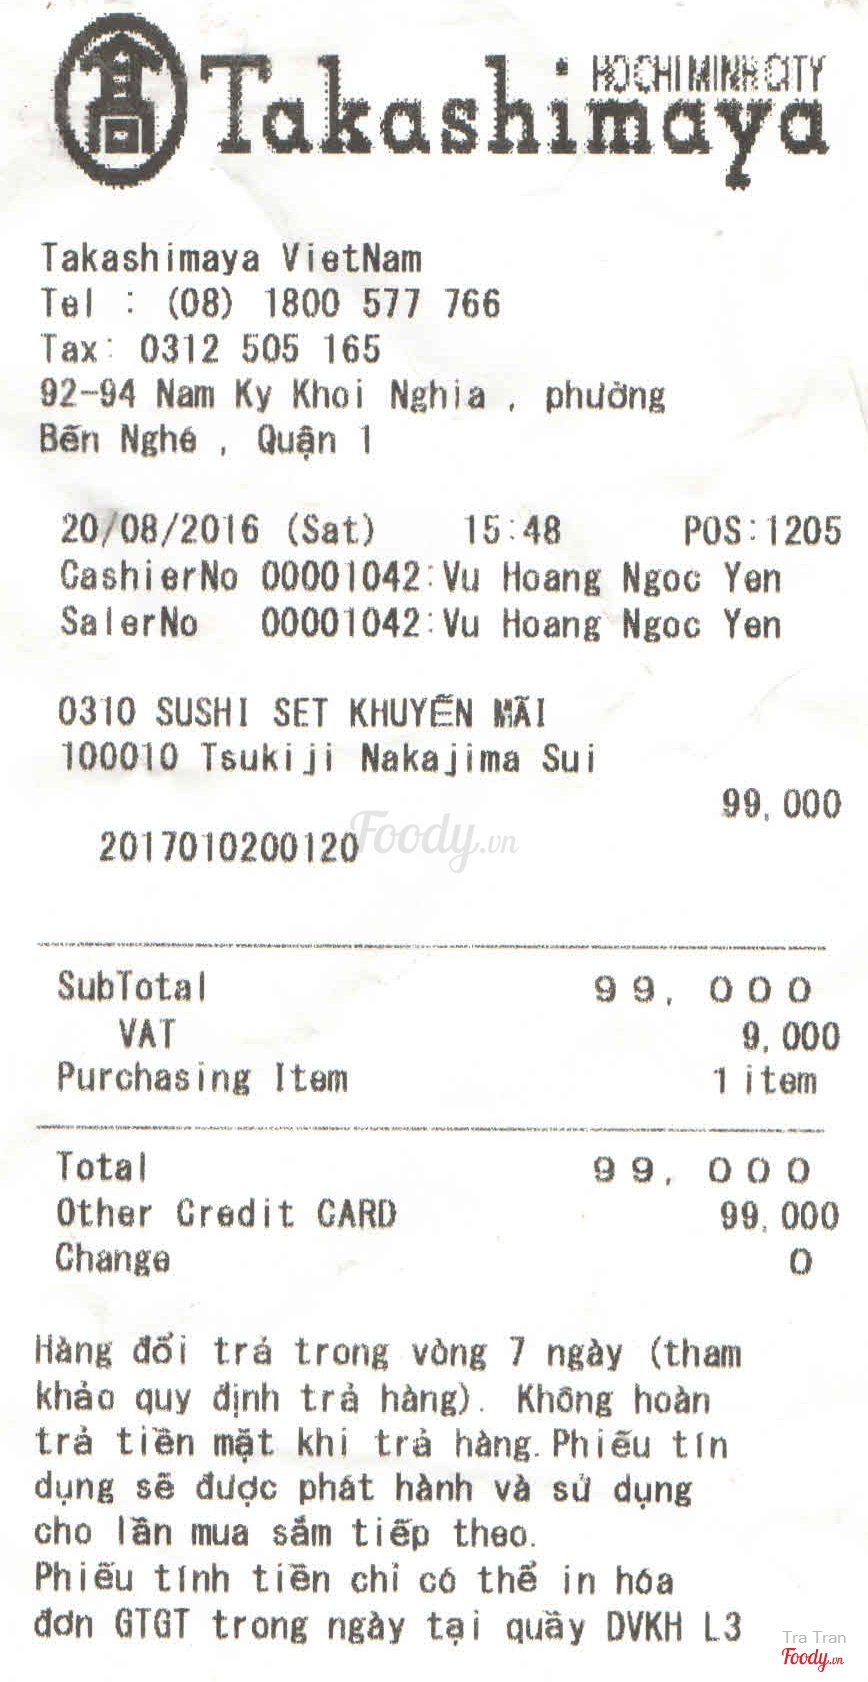 HOCHIMINH CITY
Takashimaya
Takashimaya VietNam
Tel : (08) 1800 577 766
Tax: 0312 505 165
92-94 Nam Ky Khoi Nghia , phường
Bến Nghé , Quận 1
20/08/2016 (Sat) 15:48 POS:1205
CashierNo 00001042:Vu Hoang Ngoc Yen
SalerNo 00001042:Vu Hoang Ngoc Yen
0310 SUSHI SET KHUYẾN MÃI
100010 Tsukiji Nakajima Sui
99,000
2017010200120
Foody.vn
SubTotal 99,000
VAT 9,000
Purchasing Item 1 item
Total 99,000
Other Credit CARD 99,000
Change 0
Hàng đổi trả trong vòng 7 ngày (tham
khảo quy định trả hàng). Không hoàn
trả tiền mặt khi trả hàng.Phiếu tín
dụng sẽ được phát hành và sử dụng
cho lần mua sắm tiếp theo.
Phiếu tính tiền chỉ có thể in hóa
đơn GTGT trong ngày tại quầy DVKH L3
Tra Tran
Foody.vn